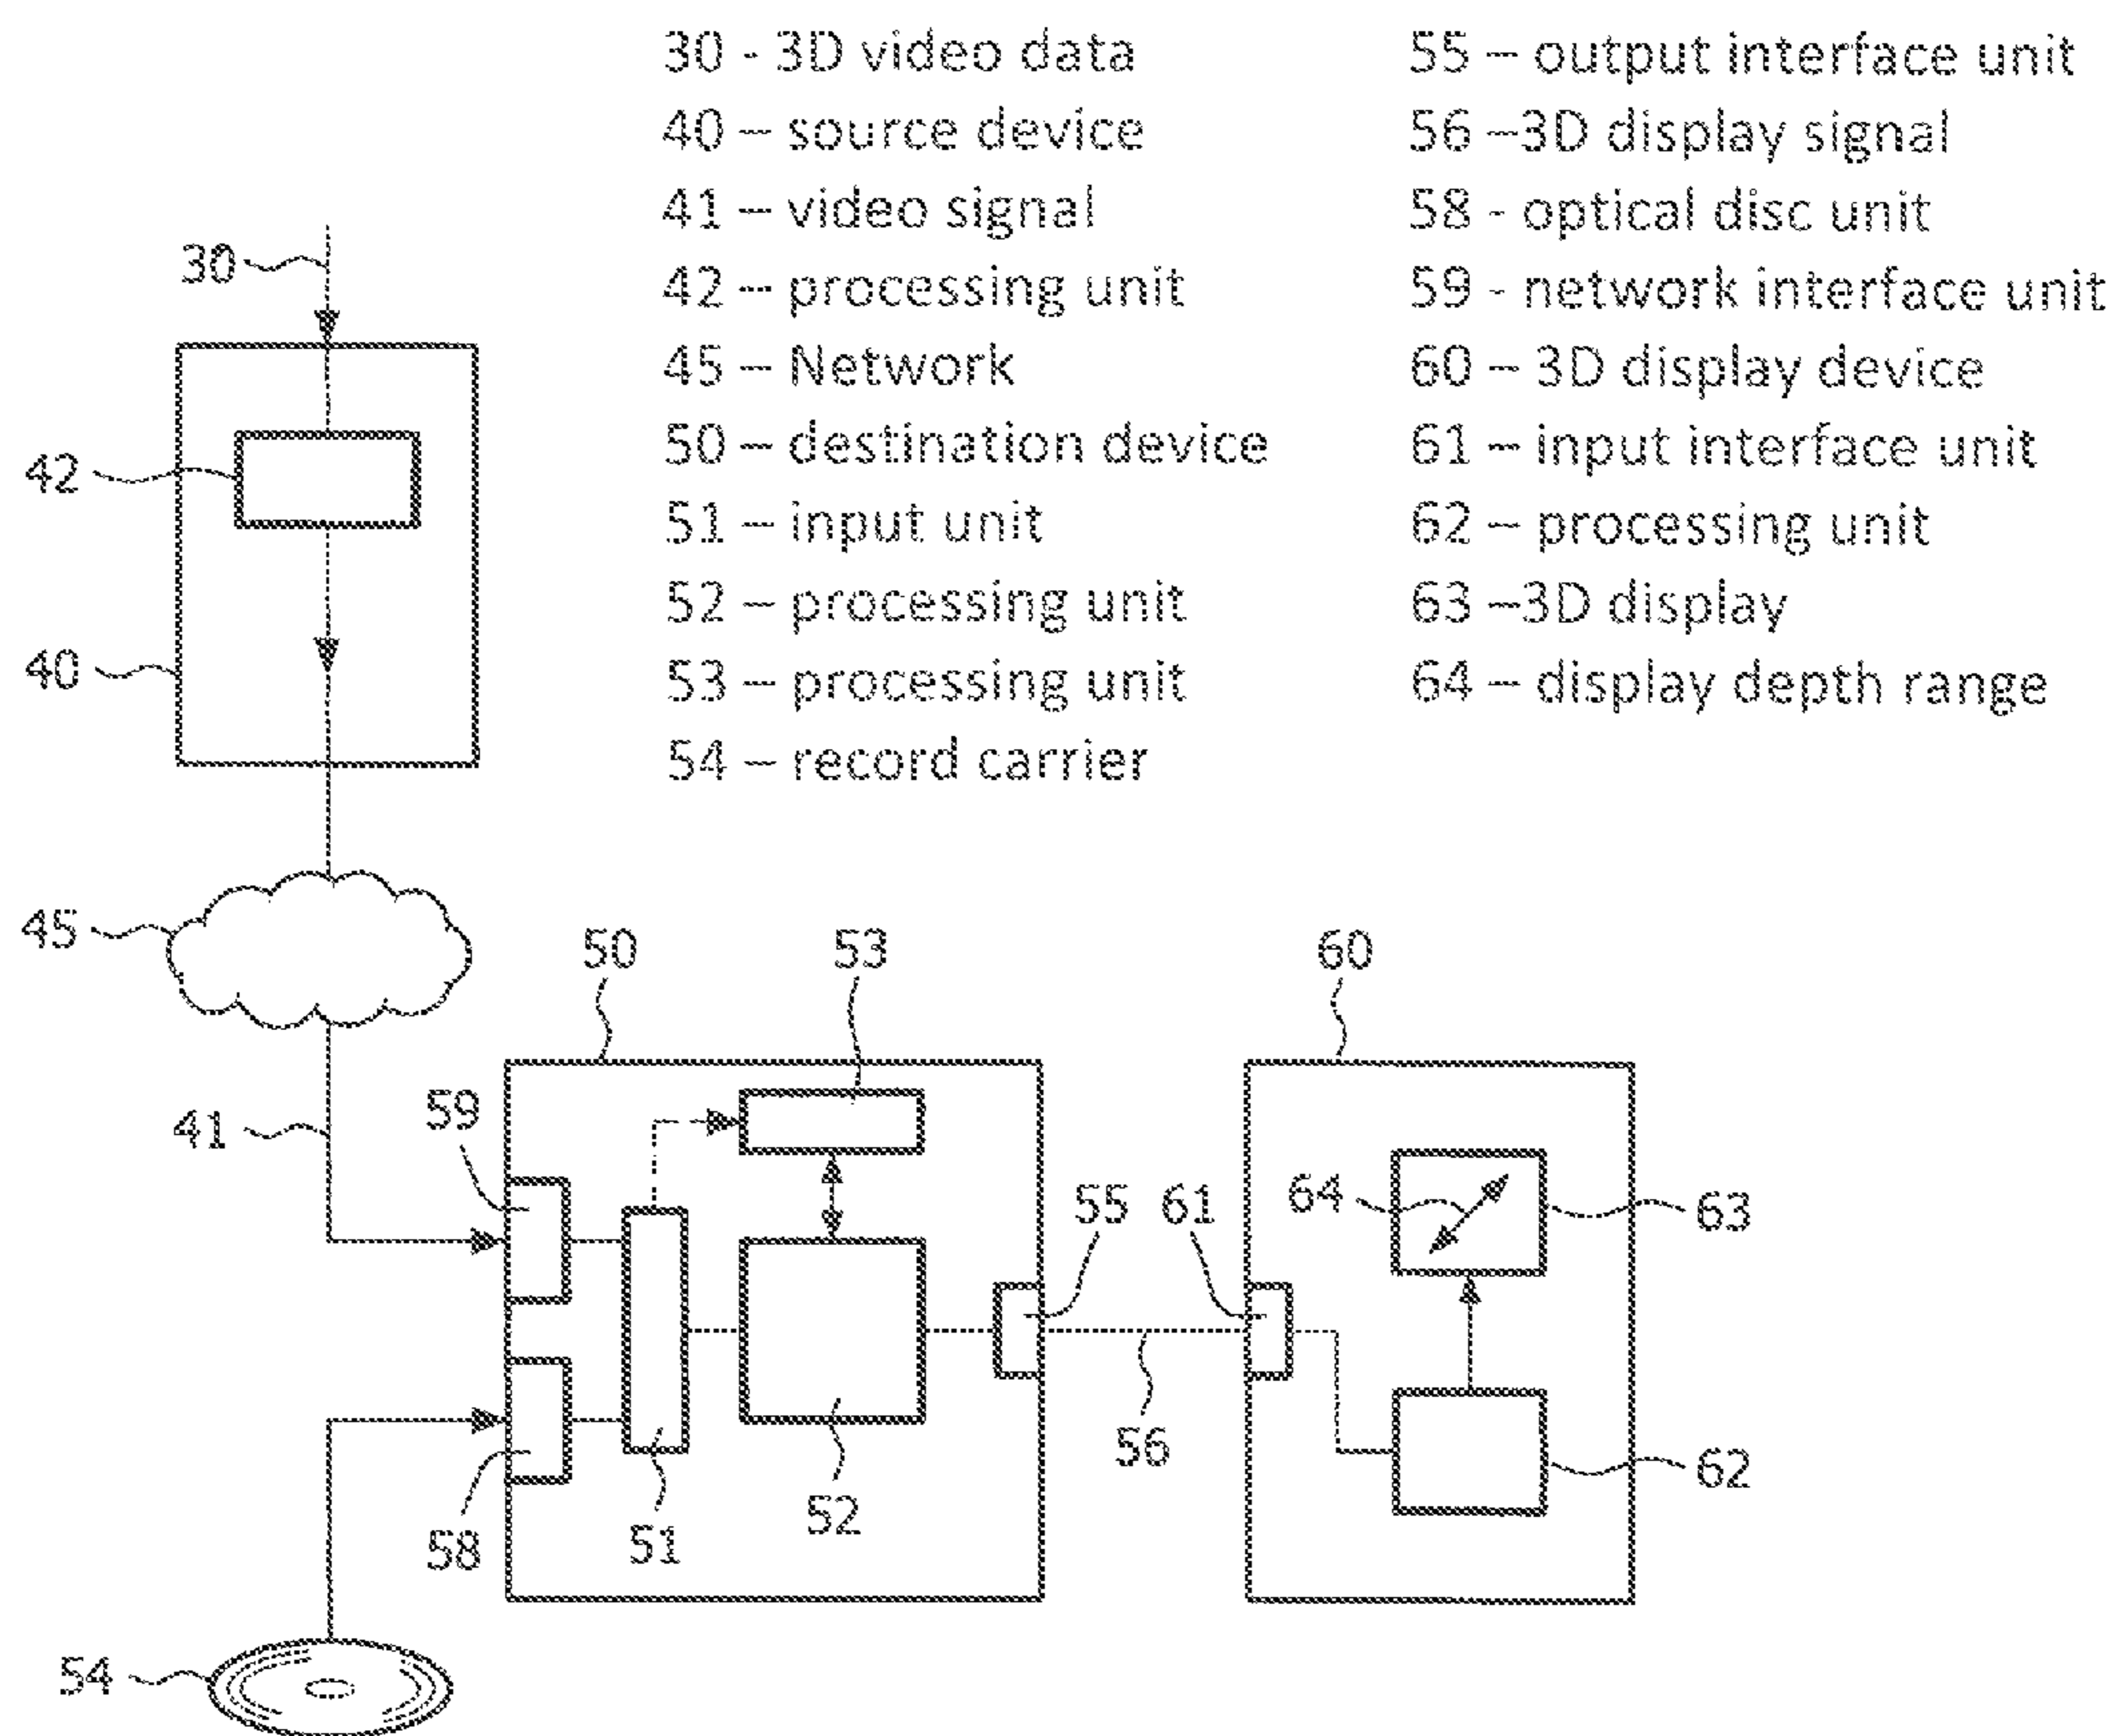 30 - 3D video data
40 – source device
41 – video signal
42 – processing unit
45 – Network
50 – destination device
51 – input unit
52 – processing unit
53 – processing unit
54 – record carrier
55 – output interface unit
56 –3D display signal
58 - optical disc unit
59 - network interface unit
60 – 3D display device
61 – input interface unit
62 – processing unit
63 –3D display
64 – display depth range
30
42
40
45
41
50
53
60
59
55
61
64
63
56
62
58
51
52
54